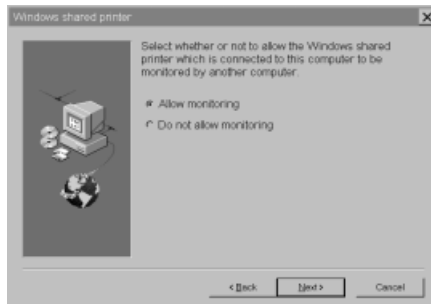 Windows shared printer
Select whether or not to allow the Windows shared
printer which is connected to this computer to be
monitored by another computer.
Allow monitoring
Do not allow monitoring
< Back
Next >
Cancel